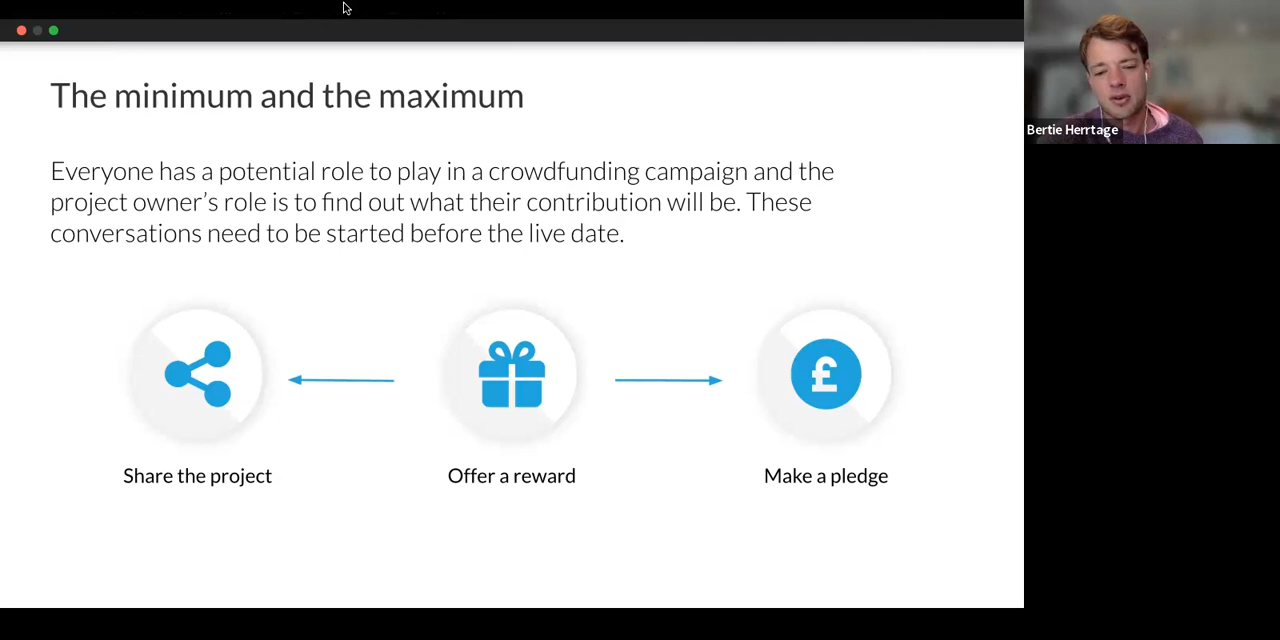 The minimum and the maximum
Everyone has a potential role to play in a crowdfunding campaign and the
project owner’s role is to find out what their contribution will be. These
conversations need to be started before the live date.
£
Share the project
Offer a reward
Make a pledge
Bertie Herrtage